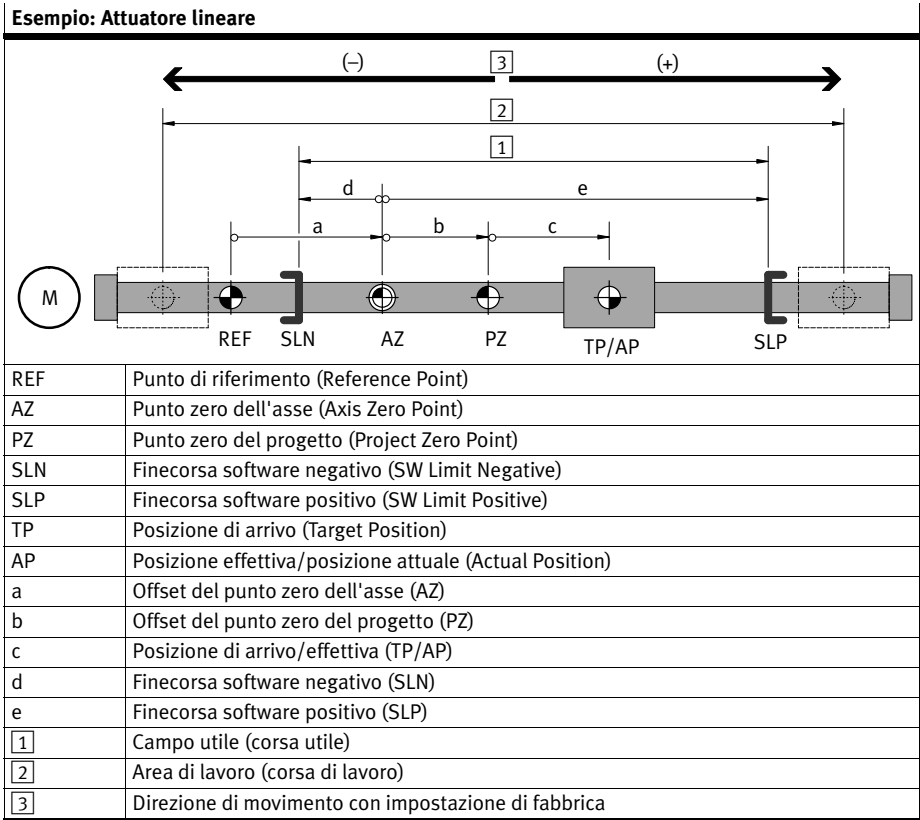 Esempio: Attuatore lineare
(–) 3 (+)
2
1
d e
a b c
M
REF SLN AZ PZ TP/AP SLP
REF Punto di riferimento (Reference Point)
AZ Punto zero dell'asse (Axis Zero Point)
PZ Punto zero del progetto (Project Zero Point)
SLN Finecorsa software negativo (SW Limit Negative)
SLP Finecorsa software positivo (SW Limit Positive)
TP Posizione di arrivo (Target Position)
AP Posizione effettiva/posizione attuale (Actual Position)
a Offset del punto zero dell'asse (AZ)
b Offset del punto zero del progetto (PZ)
c Posizione di arrivo/effettiva (TP/AP)
d Finecorsa software negativo (SLN)
e Finecorsa software positivo (SLP)
1 Campo utile (corsa utile)
2 Area di lavoro (corsa di lavoro)
3 Direzione di movimento con impostazione di fabbrica